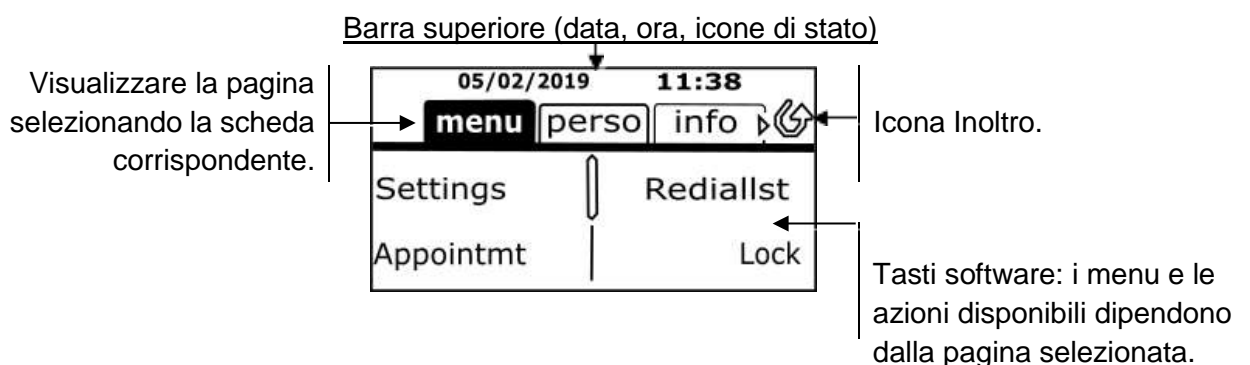 Barra superiore (data, ora, icone di stato)
Visualizzare la pagina
selezionando la scheda
corrispondente.
05/02/2019 11:38
menu perso info
Settings Rediallst
Appointmt Lock
Icona Inoltro.
Tasti software: i menu e le
azioni disponibili dipendono
dalla pagina selezionata.